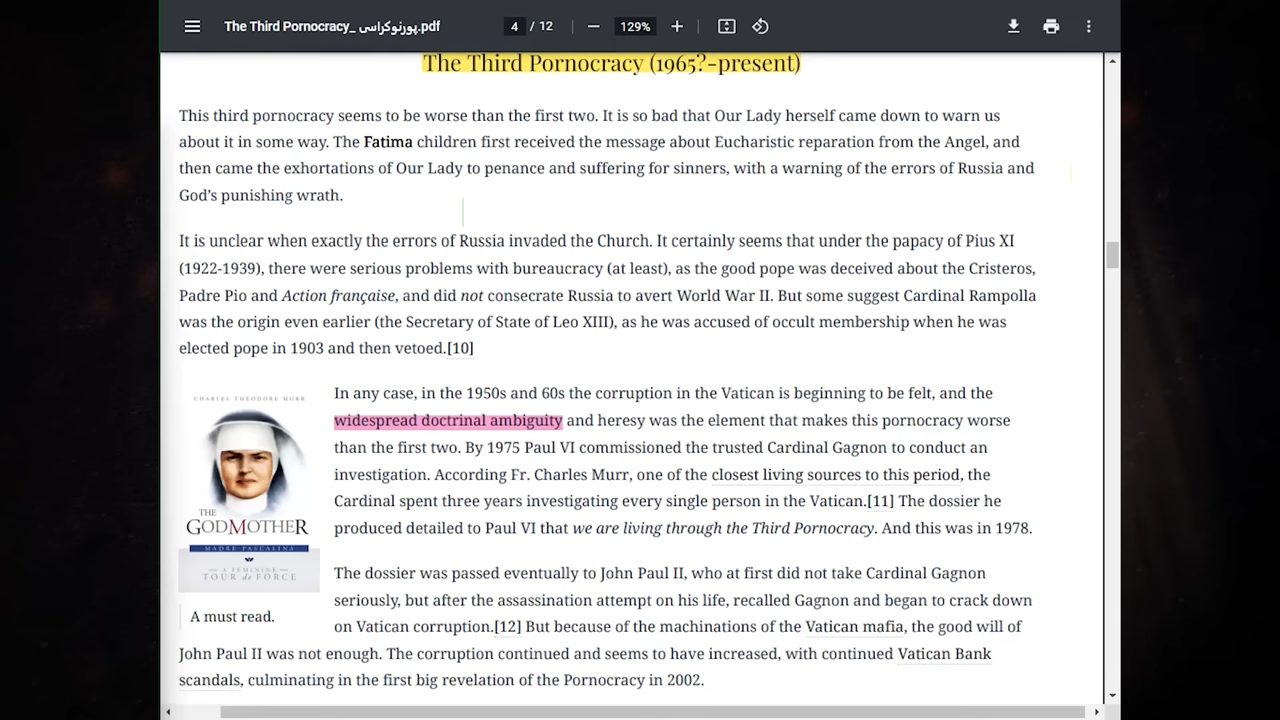 The Third Pornocracy_ پورنوکراسی.pdf
4 / 12
129%
The Third Pornocracy (1965?-present)
This third pornocracy seems to be worse than the first two. It is so bad that Our Lady herself came down to warn us
about it in some way. The Fatima children first received the message about Eucharistic reparation from the Angel, and
then came the exhortations of Our Lady to penance and suffering for sinners, with a warning of the errors of Russia and
God's punishing wrath.
It is unclear when exactly the errors of Russia invaded the Church. It certainly seems that under the papacy of Pius XI
(1922-1939), there were serious problems with bureaucracy (at least), as the good pope was deceived about the Cristeros,
Padre Pio and Action française, and did not consecrate Russia to avert World War II. But some suggest Cardinal Rampolla
was the origin even earlier (the Secretary of State of Leo XIII), as he was accused of occult membership when he was
elected pope in 1903 and then vetoed.[10]
In any case, in the 1950s and 60s the corruption in the Vatican is beginning to be felt, and the
widespread doctrinal ambiguity and heresy was the element that makes this pornocracy worse
than the first two. By 1975 Paul VI commissioned the trusted Cardinal Gagnon to conduct an
investigation. According Fr. Charles Murr, one of the closest living sources to this period, the
Cardinal spent three years investigating every single person in the Vatican.[11] The dossier he
produced detailed to Paul VI that we are living through the Third Pornocracy. And this was in 1978.
CHARLES THEODORE MURR
THE
GODMOTHER
MADRE PASCALINA
A FEMININE
TOUR de FORCE
A must read.
The dossier was passed eventually to John Paul II, who at first did not take Cardinal Gagnon
seriously, but after the assassination attempt on his life, recalled Gagnon and began to crack down
on Vatican corruption.[12] But because of the machinations of the Vatican mafia, the good will of
John Paul II was not enough. The corruption continued and seems to have increased, with continued Vatican Bank
scandals, culminating in the first big revelation of the Pornocracy in 2002.